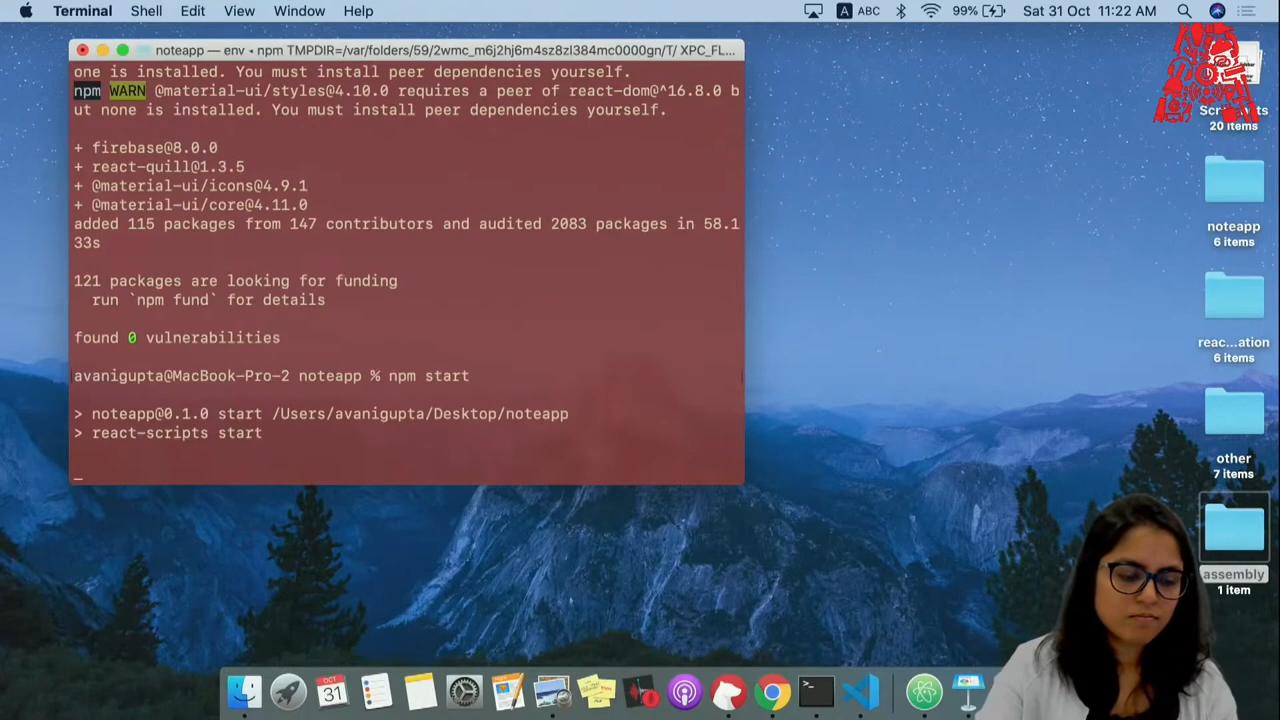 Terminal Shell Edit View Window Help A ABC 99% Sat 31 Oct 11:22 AM
noteapp — env ◂ npm TMPDIR=/var/folders/59/2wmc_m6j2hj6m4sz8zl384mc0000gn/T/ XPC_FL...
one is installed. You must install peer dependencies yourself.
npm WARN @material-ui/styles@4.10.0 requires a peer of react-dom@^16.8.0 b
ut none is installed. You must install peer dependencies yourself.
+ firebase@8.0.0
+ react-quill@1.3.5
+ @material-ui/icons@4.9.1
+ @material-ui/core@4.11.0
added 115 packages from 147 contributors and audited 2083 packages in 58.1
33s
121 packages are looking for funding
run `npm fund` for details
found 0 vulnerabilities
avanigupta@MacBook-Pro-2 noteapp % npm start
> noteapp@0.1.0 start /Users/avanigupta/Desktop/noteapp
> react-scripts start
_
20 items
noteapp
6 items
reac...ation
6 items
other
7 items
assembly
1 item
OCT
31